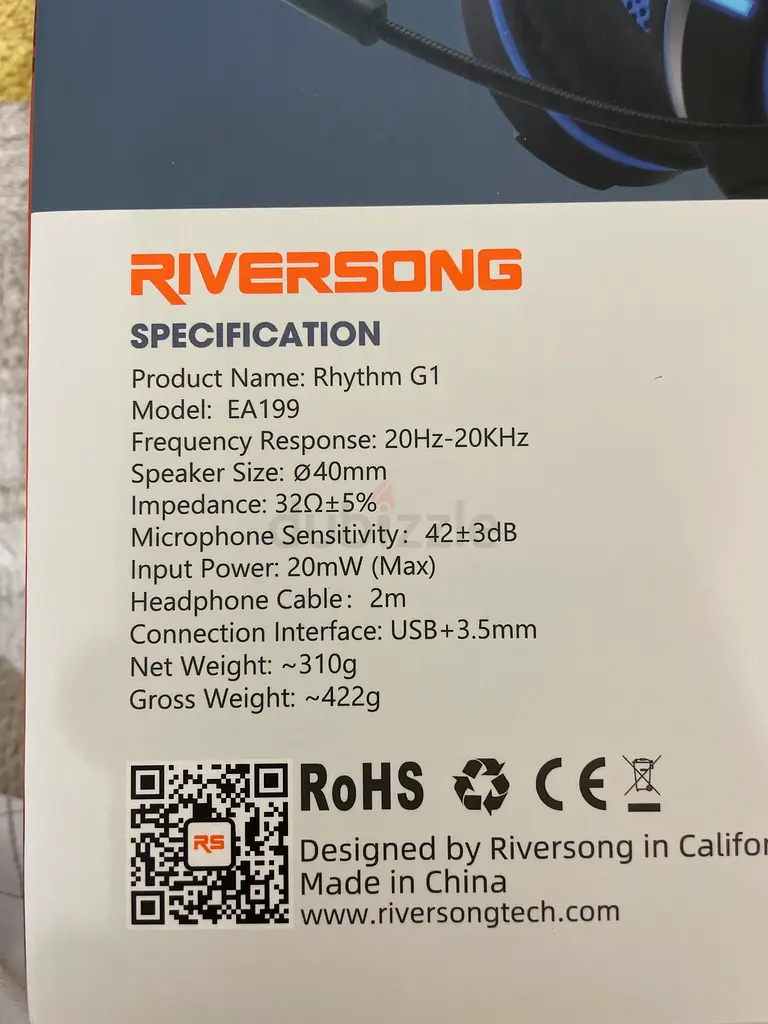 RIVERSONG
SPECIFICATION
Product Name: Rhythm G1
Model: EA199
Frequency Response: 20Hz-20KHz
Speaker Size: Ø40mm
Impedance: 32Ω±5%
dubizzle
Microphone Sensitivity: 42±3dB
Input Power: 20mW (Max)
Headphone Cable: 2m
Connection Interface: USB+3.5mm
Net Weight: ~310g
Gross Weight: ~422g
RS
RoHS CE
Designed by Riversong in Califor
Made in China
www.riversongtech.com